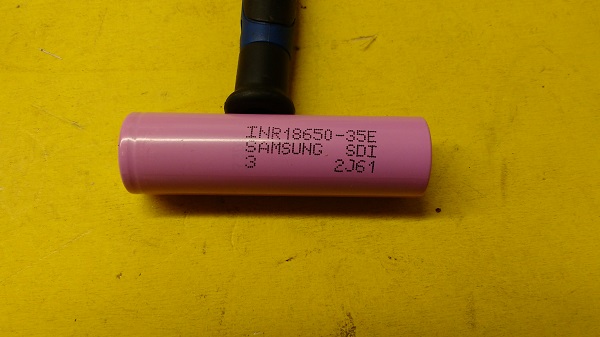 INR18650-35E
SAMSUNG SDI
3 2J61